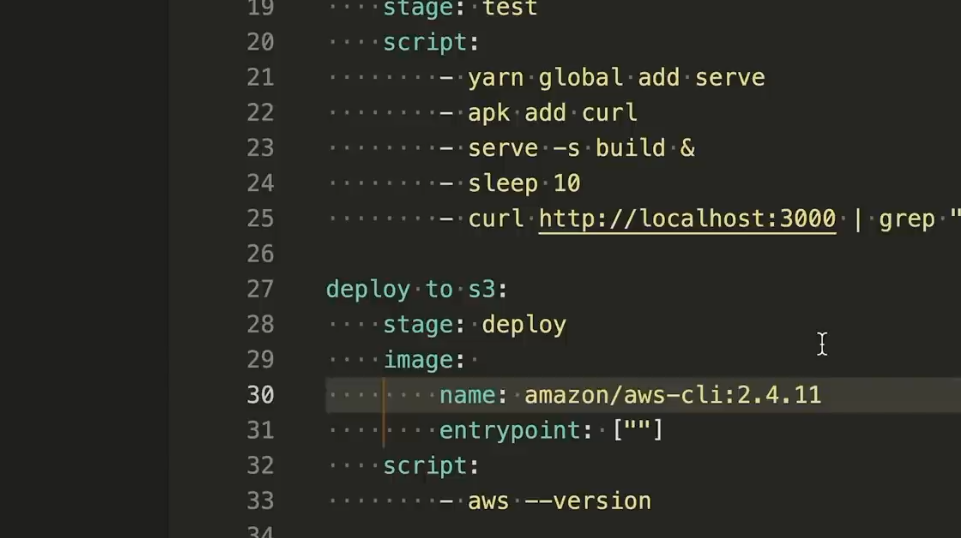 19 stage: test
20 script:
21 - yarn global add serve
22 - apk add curl
23 - serve -s build &
24 - sleep 10
25 - curl http://localhost:3000 | grep "
26
27 deploy to s3:
28 stage: deploy
29 image:
30 name: amazon/aws-cli:2.4.11
31 entrypoint: [""]
32 script:
33 - aws --version
34